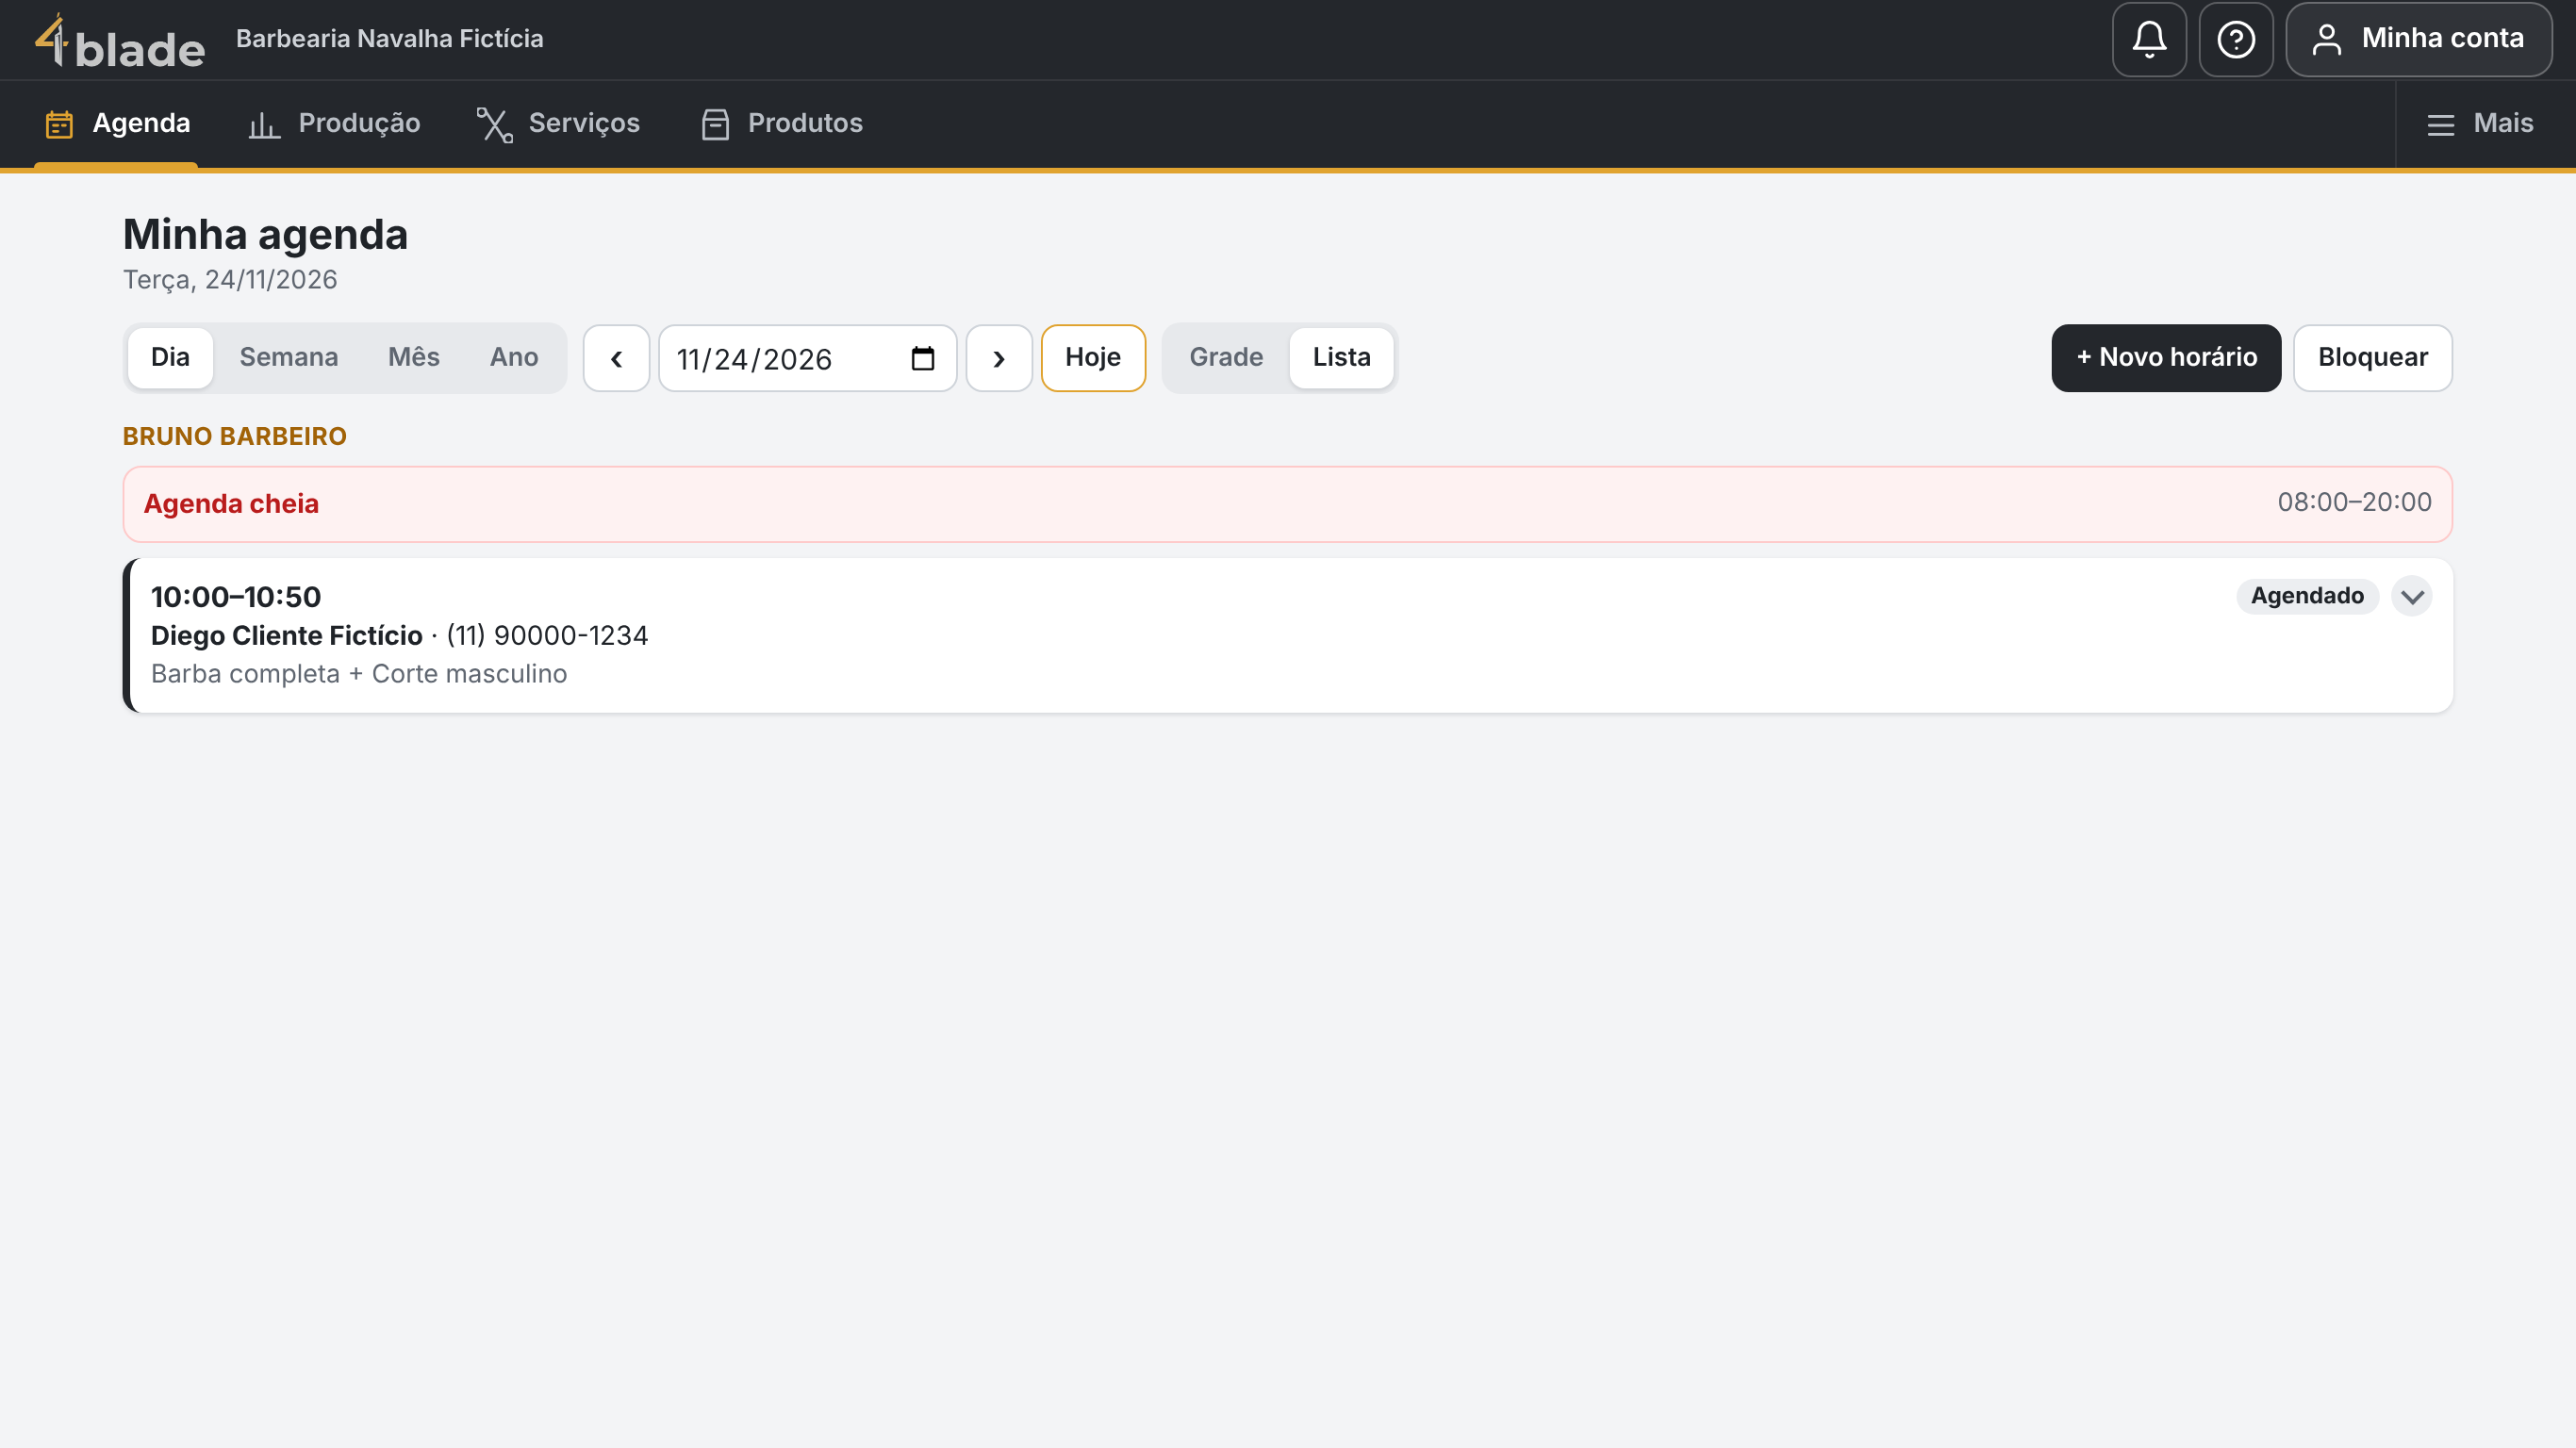 4blade Barbearia Navalha Fictícia Minha conta
Agenda Produção Serviços Produtos Mais
Minha agenda
Terça, 24/11/2026
Dia Semana Mês Ano ‹ 11/24/2026 › Hoje Grade Lista + Novo horário Bloquear
BRUNO BARBEIRO
Agenda cheia 08:00–20:00
10:00–10:50 Agendado
Diego Cliente Fictício · (11) 90000-1234
Barba completa + Corte masculino